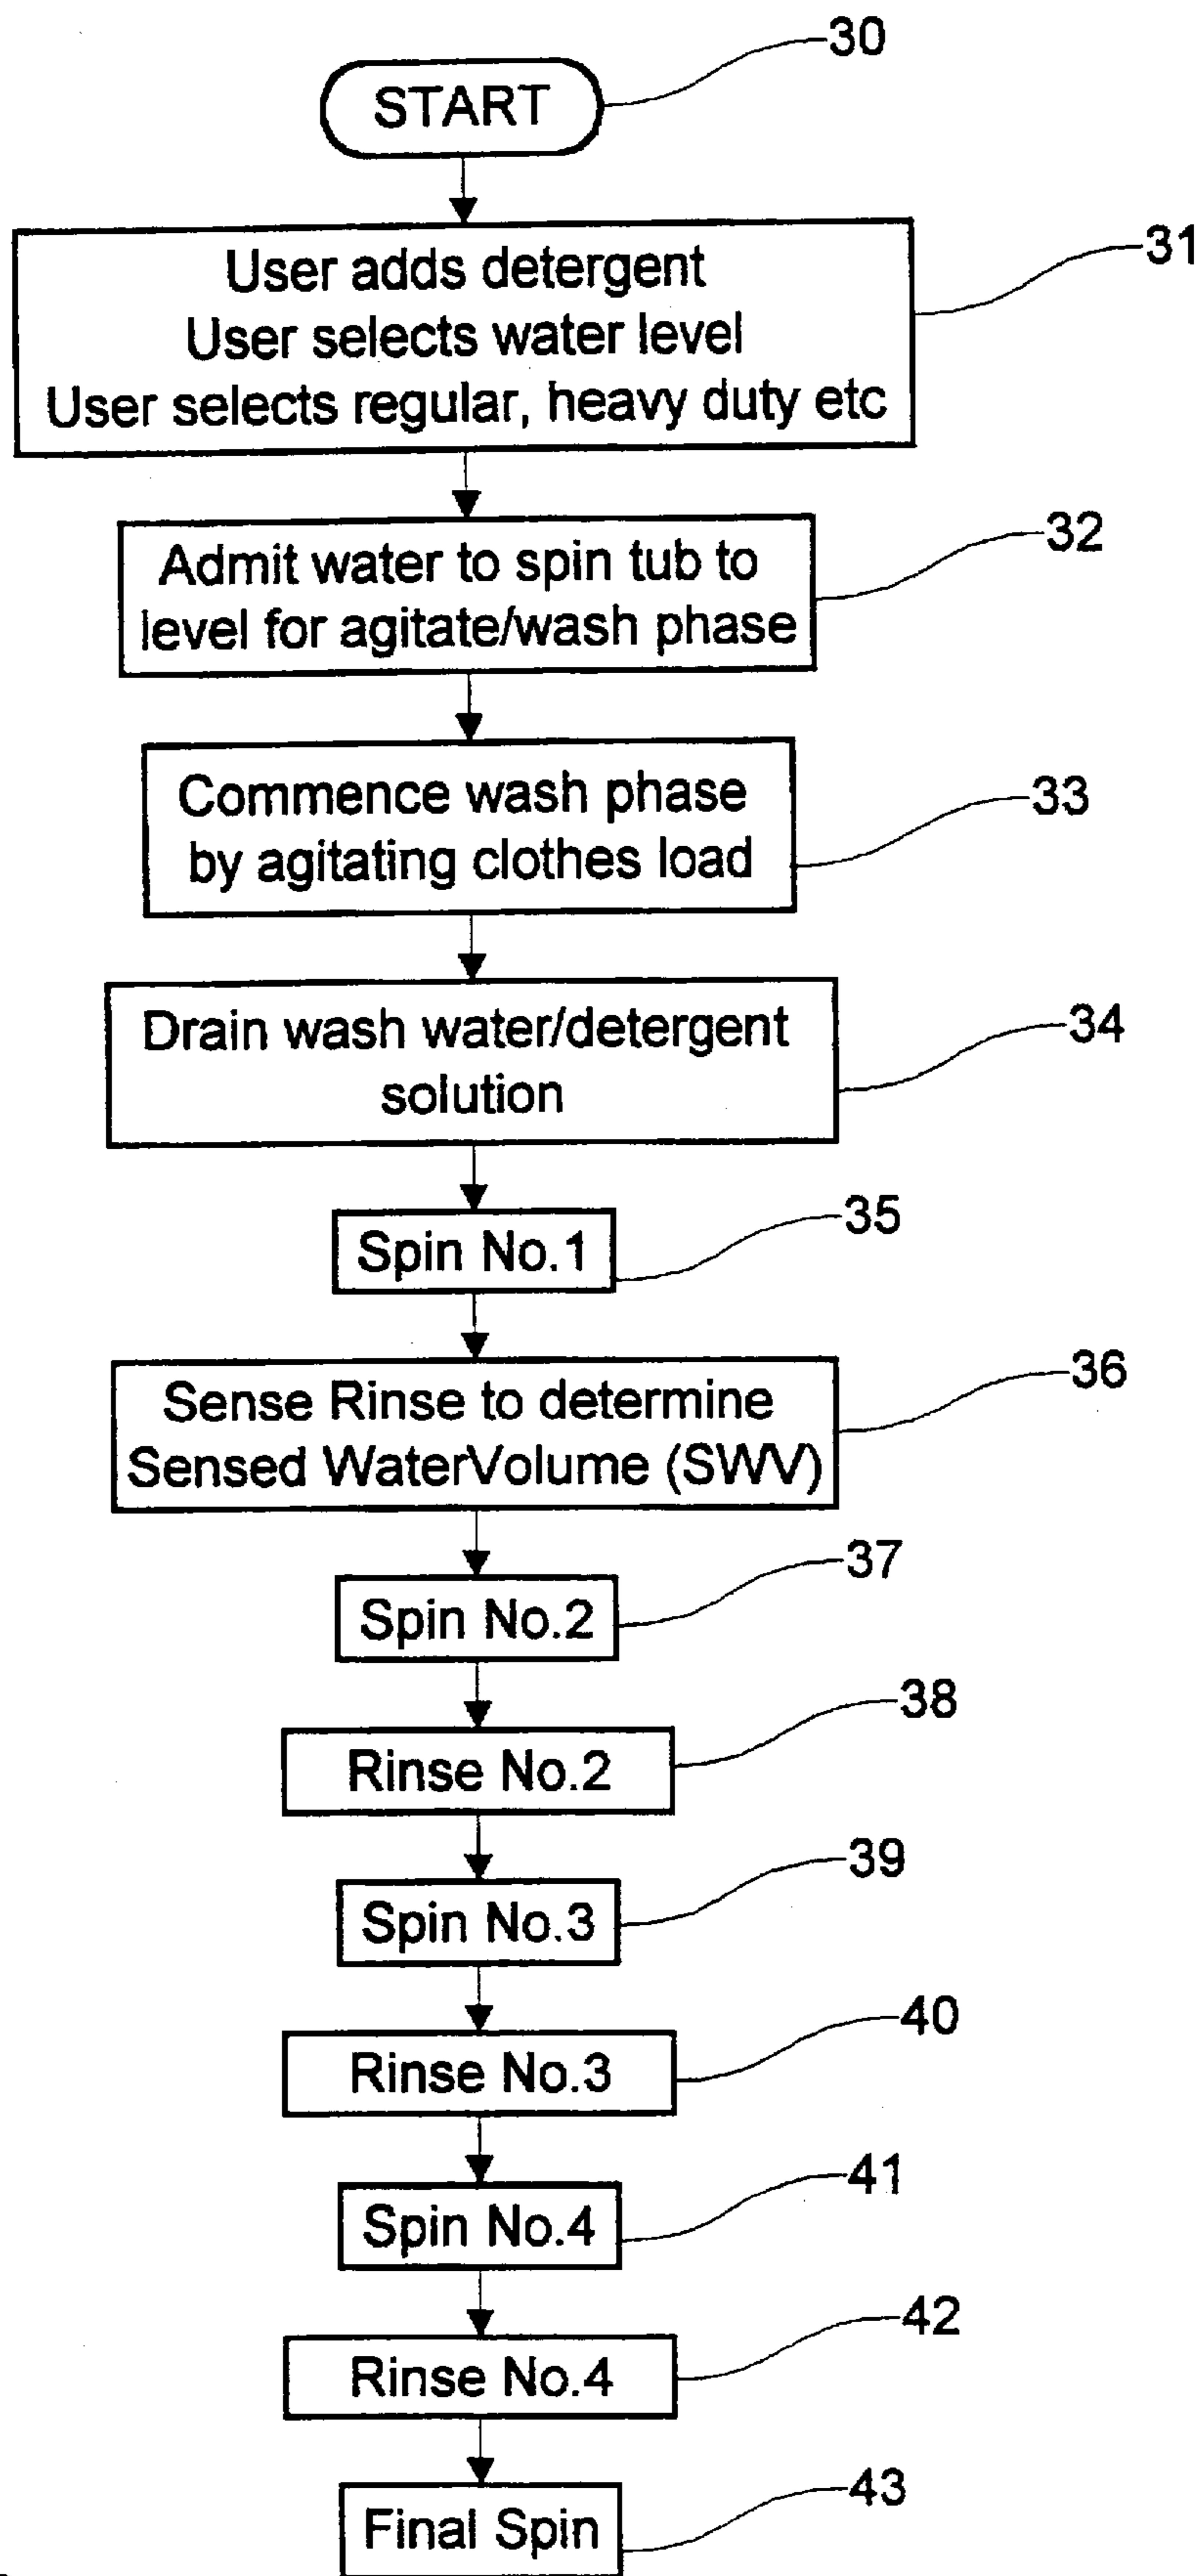 30
START
31
User adds detergent
User selects water level
User selects regular, heavy duty etc
32
Admit water to spin tub to
level for agitate/wash phase
33
Commence wash phase
by agitating clothes load
34
Drain wash water/detergent
solution
35
Spin No.1
36
Sense Rinse to determine
Sensed WaterVolume (SWV)
37
Spin No.2
38
Rinse No.2
39
Spin No.3
40
Rinse No.3
41
Spin No.4
42
Rinse No.4
43
Final Spin